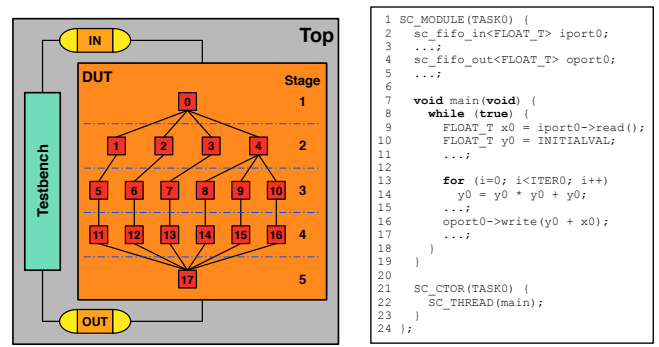 IN
Top
DUT
Stage
0
1
1
2
3
4
2
Testbench
5
6
7
8
9
10
3
11
12
13
14
15
16
4
17
5
OUT
1 SC_MODULE(TASK0) {
2 sc_fifo_in<FLOAT_T> iport0;
3 ...;
4 sc_fifo_out<FLOAT_T> oport0;
5 ...;
6
7 void main(void) {
8 while (true) {
9 FLOAT_T x0 = iport0->read();
10 FLOAT_T y0 = INITIALVAL;
11 ...;
12
13 for (i=0; i<ITER0; i++)
14 y0 = y0 * y0 + y0;
15 ...;
16 oport0->write(y0 + x0);
17 ...;
18 }
19 }
20
21 SC_CTOR(TASK0) {
22 SC_THREAD(main);
23 }
24 };